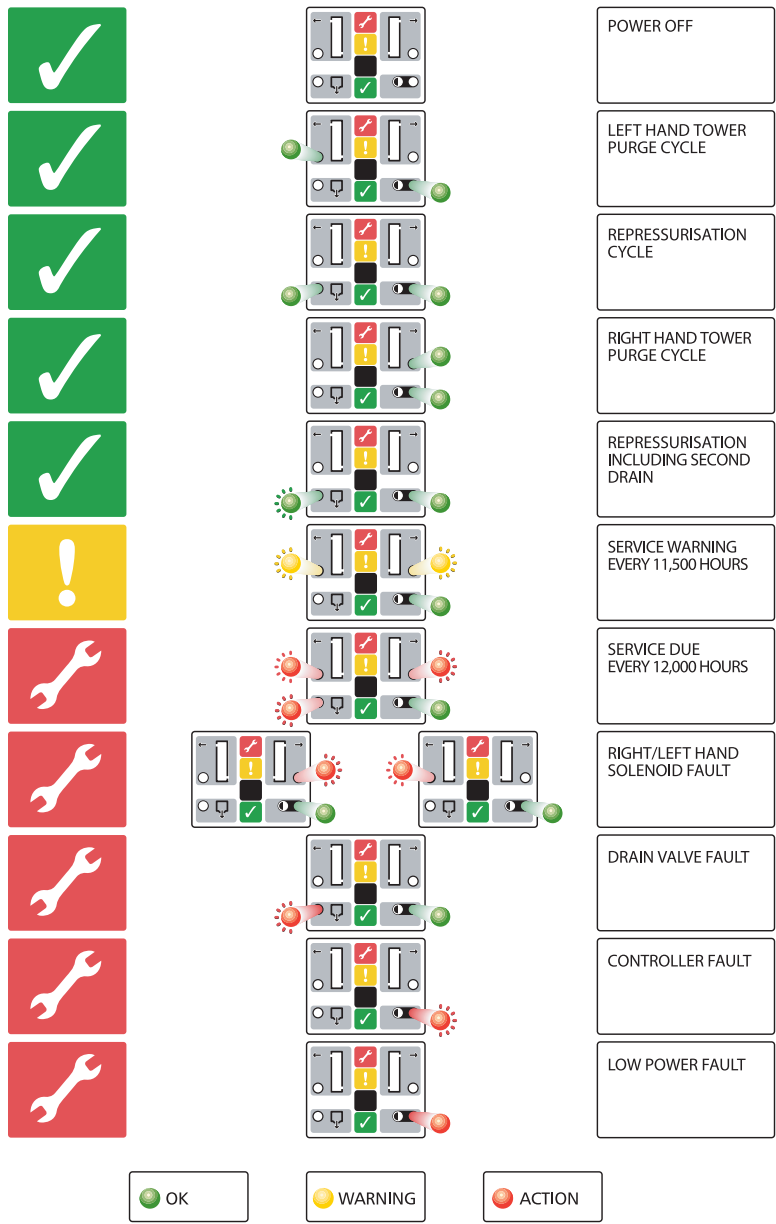 POWER OFF
LEFT HAND TOWER
PURGE CYCLE
REPRESSURISATION
CYCLE
RIGHT HAND TOWER
PURGE CYCLE
REPRESSURISATION
INCLUDING SECOND
DRAIN
SERVICE WARNING
EVERY 11,500 HOURS
SERVICE DUE
EVERY 12,000 HOURS
RIGHT/LEFT HAND
SOLENOID FAULT
DRAIN VALVE FAULT
CONTROLLER FAULT
LOW POWER FAULT
OK
WARNING
ACTION